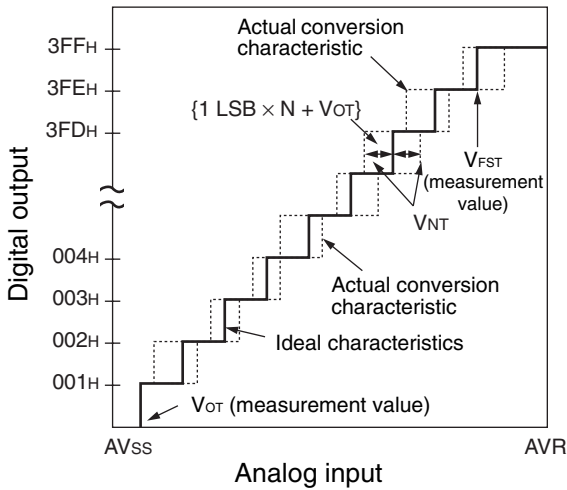 Actual conversion
characteristic
3FFH
3FEH
3FDH
{1 LSB × N + VOT}
VFST
(measurement
value)
VNT
Digital output
004H
003H
002H
001H
Actual conversion
characteristic
Ideal characteristics
VOT (measurement value)
AVSS
AVR
Analog input